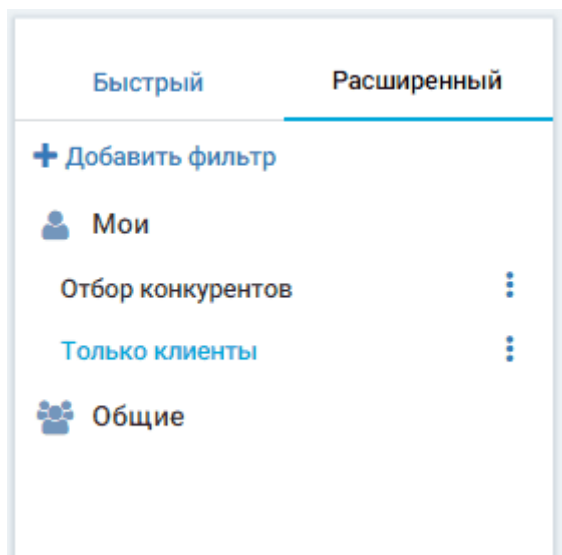 Быстрый Расширенный
Добавить фильтр
Мои
Отбор конкурентов
Только клиенты
Общие